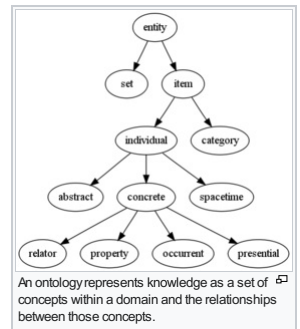 entity
set item
individual category
abstract concrete spacetime
relator property occurrent presential
An ontology represents knowledge as a set of
concepts within a domain and the relationships
between those concepts.